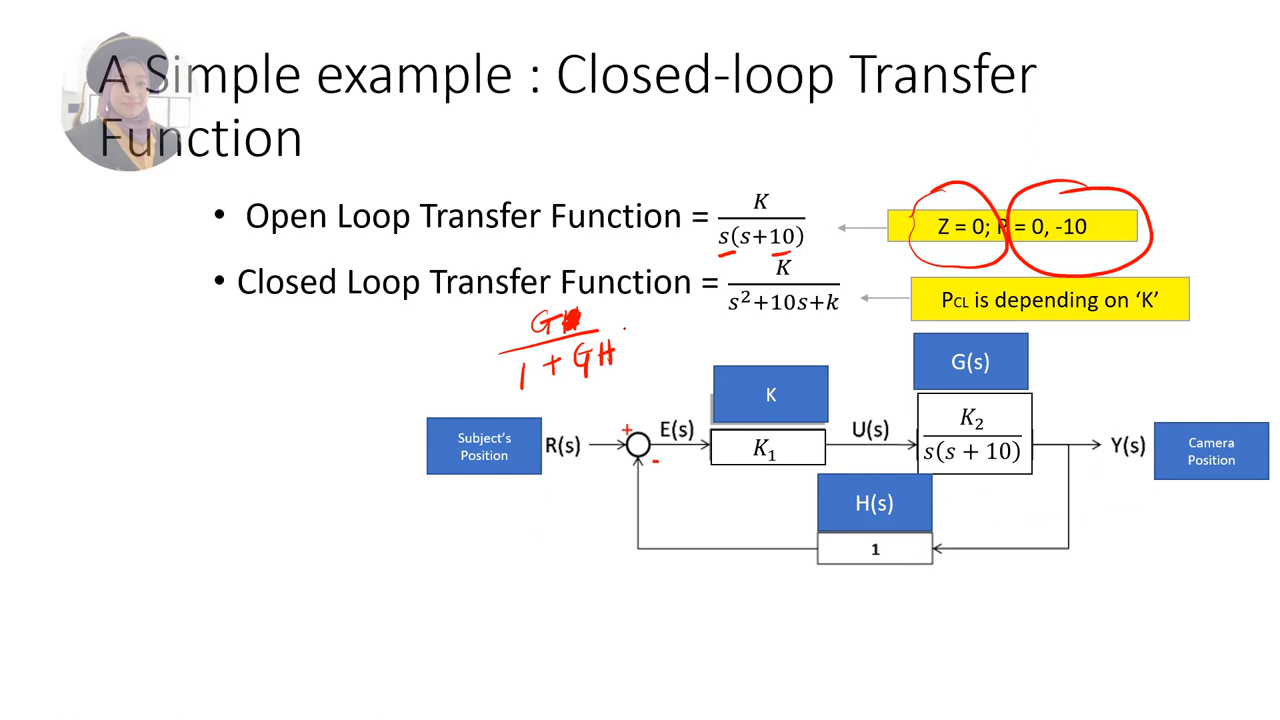 A Simple example : Closed-loop Transfer
Function
• Open Loop Transfer Function = K / s(s+10)
Z = 0; P = 0, -10
• Closed Loop Transfer Function = K / s²+10s+k
PCL is depending on 'K'
G
1 + GH
G(s)
K
Subject's
Position
R(s)
+
-
E(s)
K₁
U(s)
K₂ / s(s + 10)
Y(s)
Camera
Position
H(s)
1